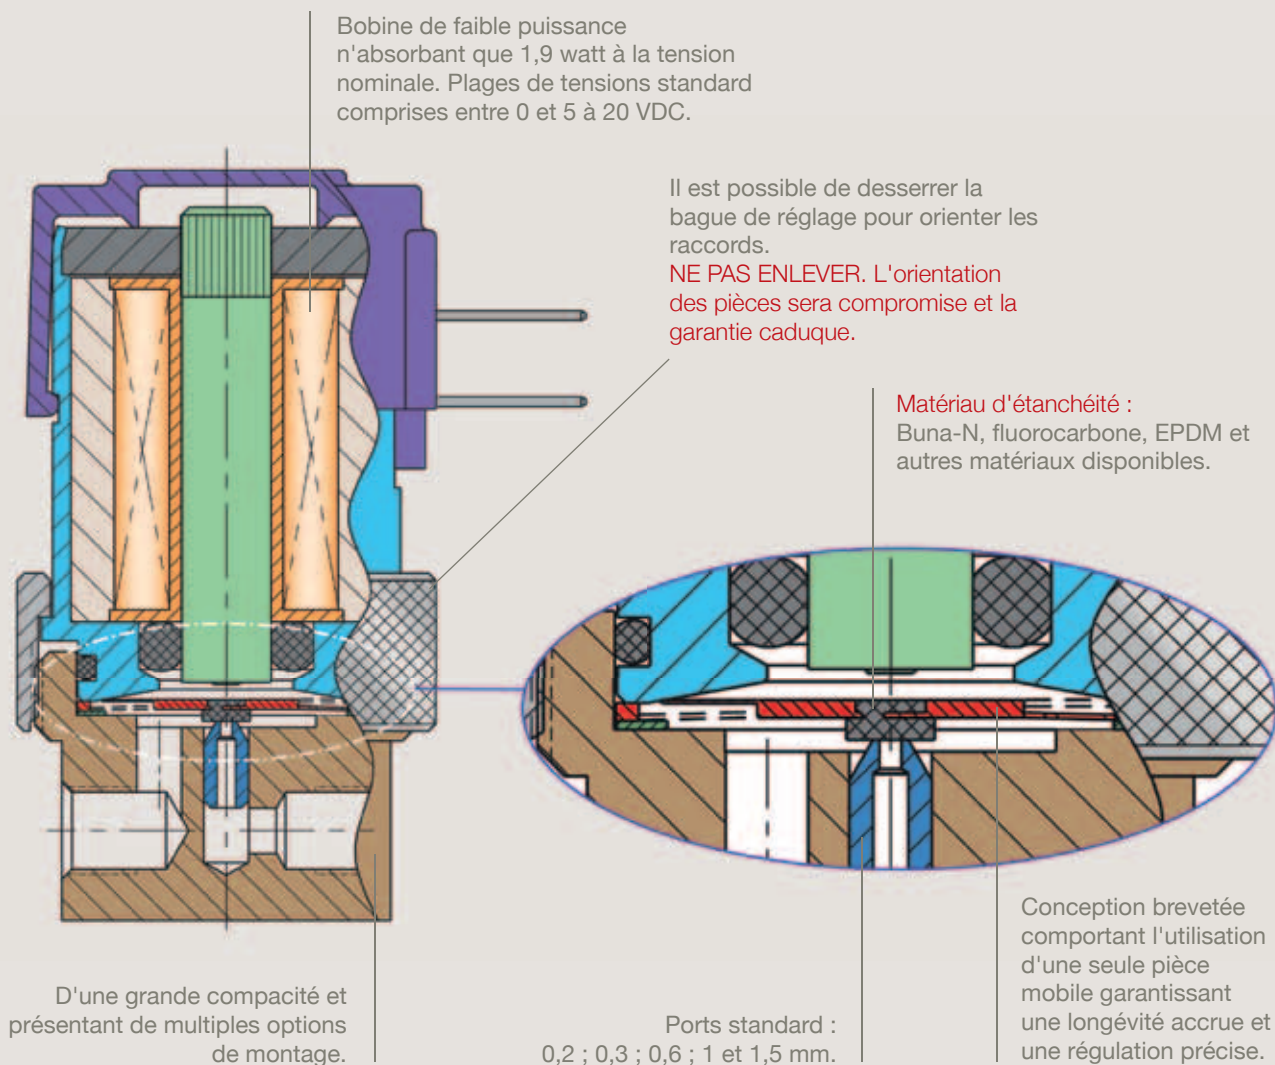 Bobine de faible puissance
n'absorbant que 1,9 watt à la tension
nominale. Plages de tensions standard
comprises entre 0 et 5 à 20 VDC.
Il est possible de desserrer la
bague de réglage pour orienter les
raccords.
NE PAS ENLEVER. L'orientation
des pièces sera compromise et la
garantie caduque.
Matériau d'étanchéité :
Buna-N, fluorocarbone, EPDM et
autres matériaux disponibles.
D'une grande compacité et
présentant de multiples options
de montage.
Ports standard :
0,2 ; 0,3 ; 0,6 ; 1 et 1,5 mm.
Conception brevetée
comportant l'utilisation
d'une seule pièce
mobile garantissant
une longévité accrue et
une régulation précise.